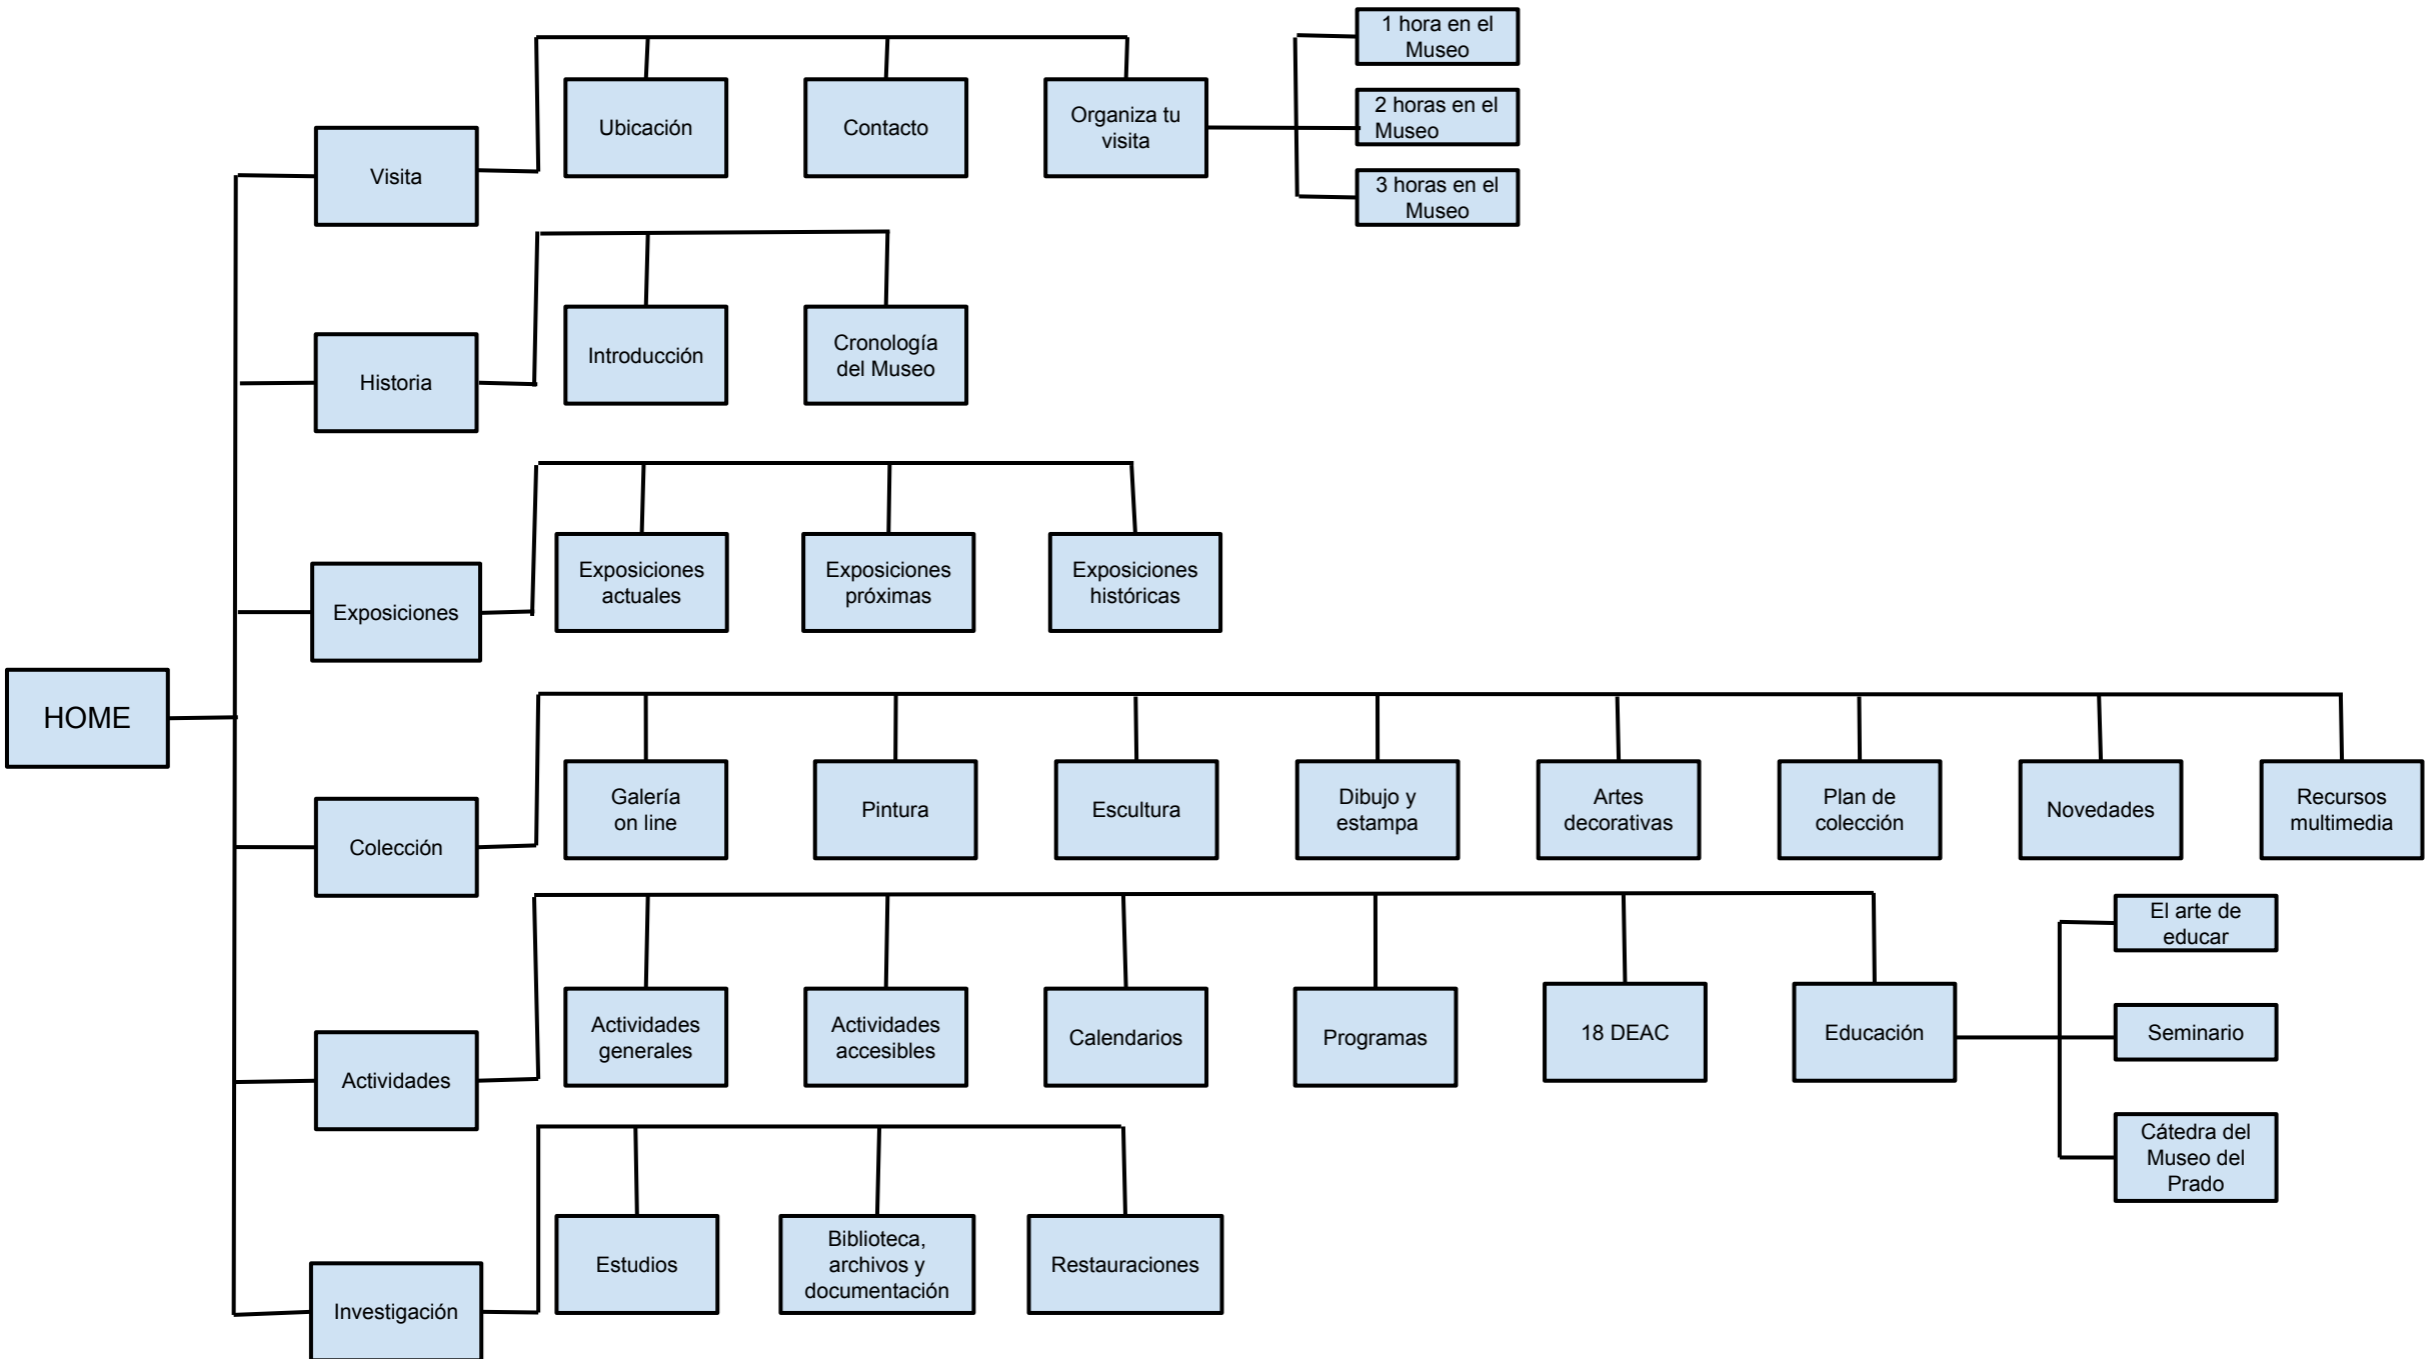 1 hora en el
Museo
Ubicación
Contacto
Organiza tu
visita
2 horas en el
Museo
Visita
3 horas en el
Museo
Introducción
Cronología
del Museo
Historia
Exposiciones
actuales
Exposiciones
próximas
Exposiciones
históricas
Exposiciones
HOME
Galería
on line
Pintura
Escultura
Dibujo y
estampa
Artes
decorativas
Plan de
colección
Novedades
Recursos
multimedia
Colección
El arte de
educar
Actividades
generales
Actividades
accesibles
Calendarios
Programas
18 DEAC
Educación
Seminario
Actividades
Cátedra del
Museo del
Prado
Estudios
Biblioteca,
archivos y
documentación
Restauraciones
Investigación